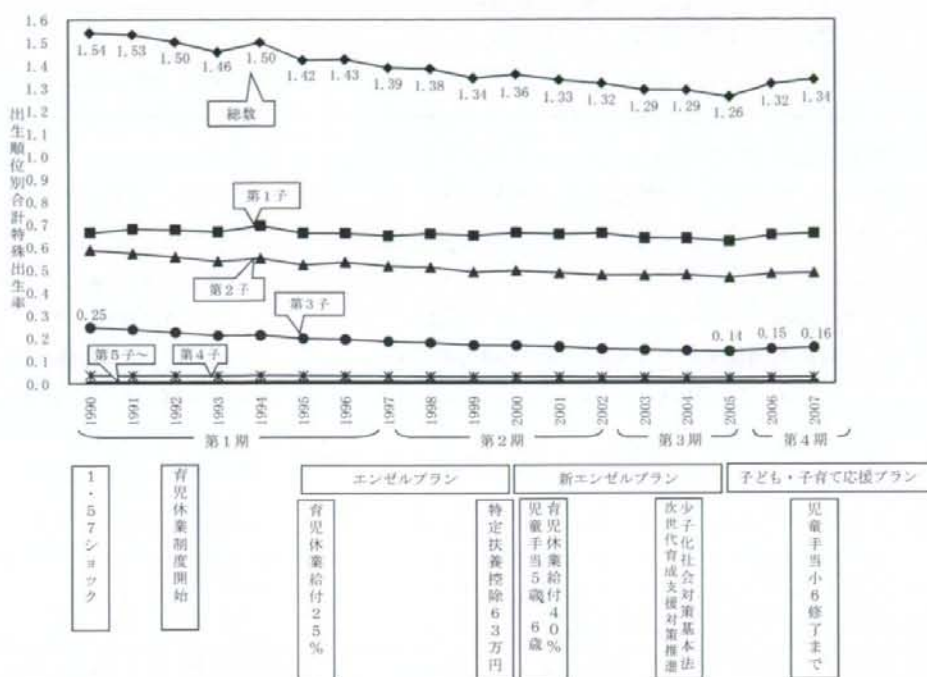 出生順位別合計特殊出生率
1.6
1.5
1.4
1.3
1.2
1.1
1.0
0.9
0.8
0.7
0.6
0.5
0.4
0.3
0.2
0.1
0.0
1.54
1.53
1.50
1.46
1.50
1.42
1.43
1.39
1.38
1.34
1.36
1.33
1.32
1.29
1.29
1.26
1.32
1.34
総数
第1子
第2子
第3子
0.25
0.14
0.15
0.16
第5子～
第4子
1990
1991
1992
1993
1994
1995
1996
1997
1998
1999
2000
2001
2002
2003
2004
2005
2006
2007
第1期
第2期
第3期
第4期
エンゼルプラン
新エンゼルプラン
子ども・子育て応援プラン
1・57ショック
育児休業制度開始
育児休業給付25%
特定扶養控除63万円
育児休業給付40%
児童手当5歳、6歳
少子化社会対策基本法
次世代育成支援対策推進
児童手当小6修了まで